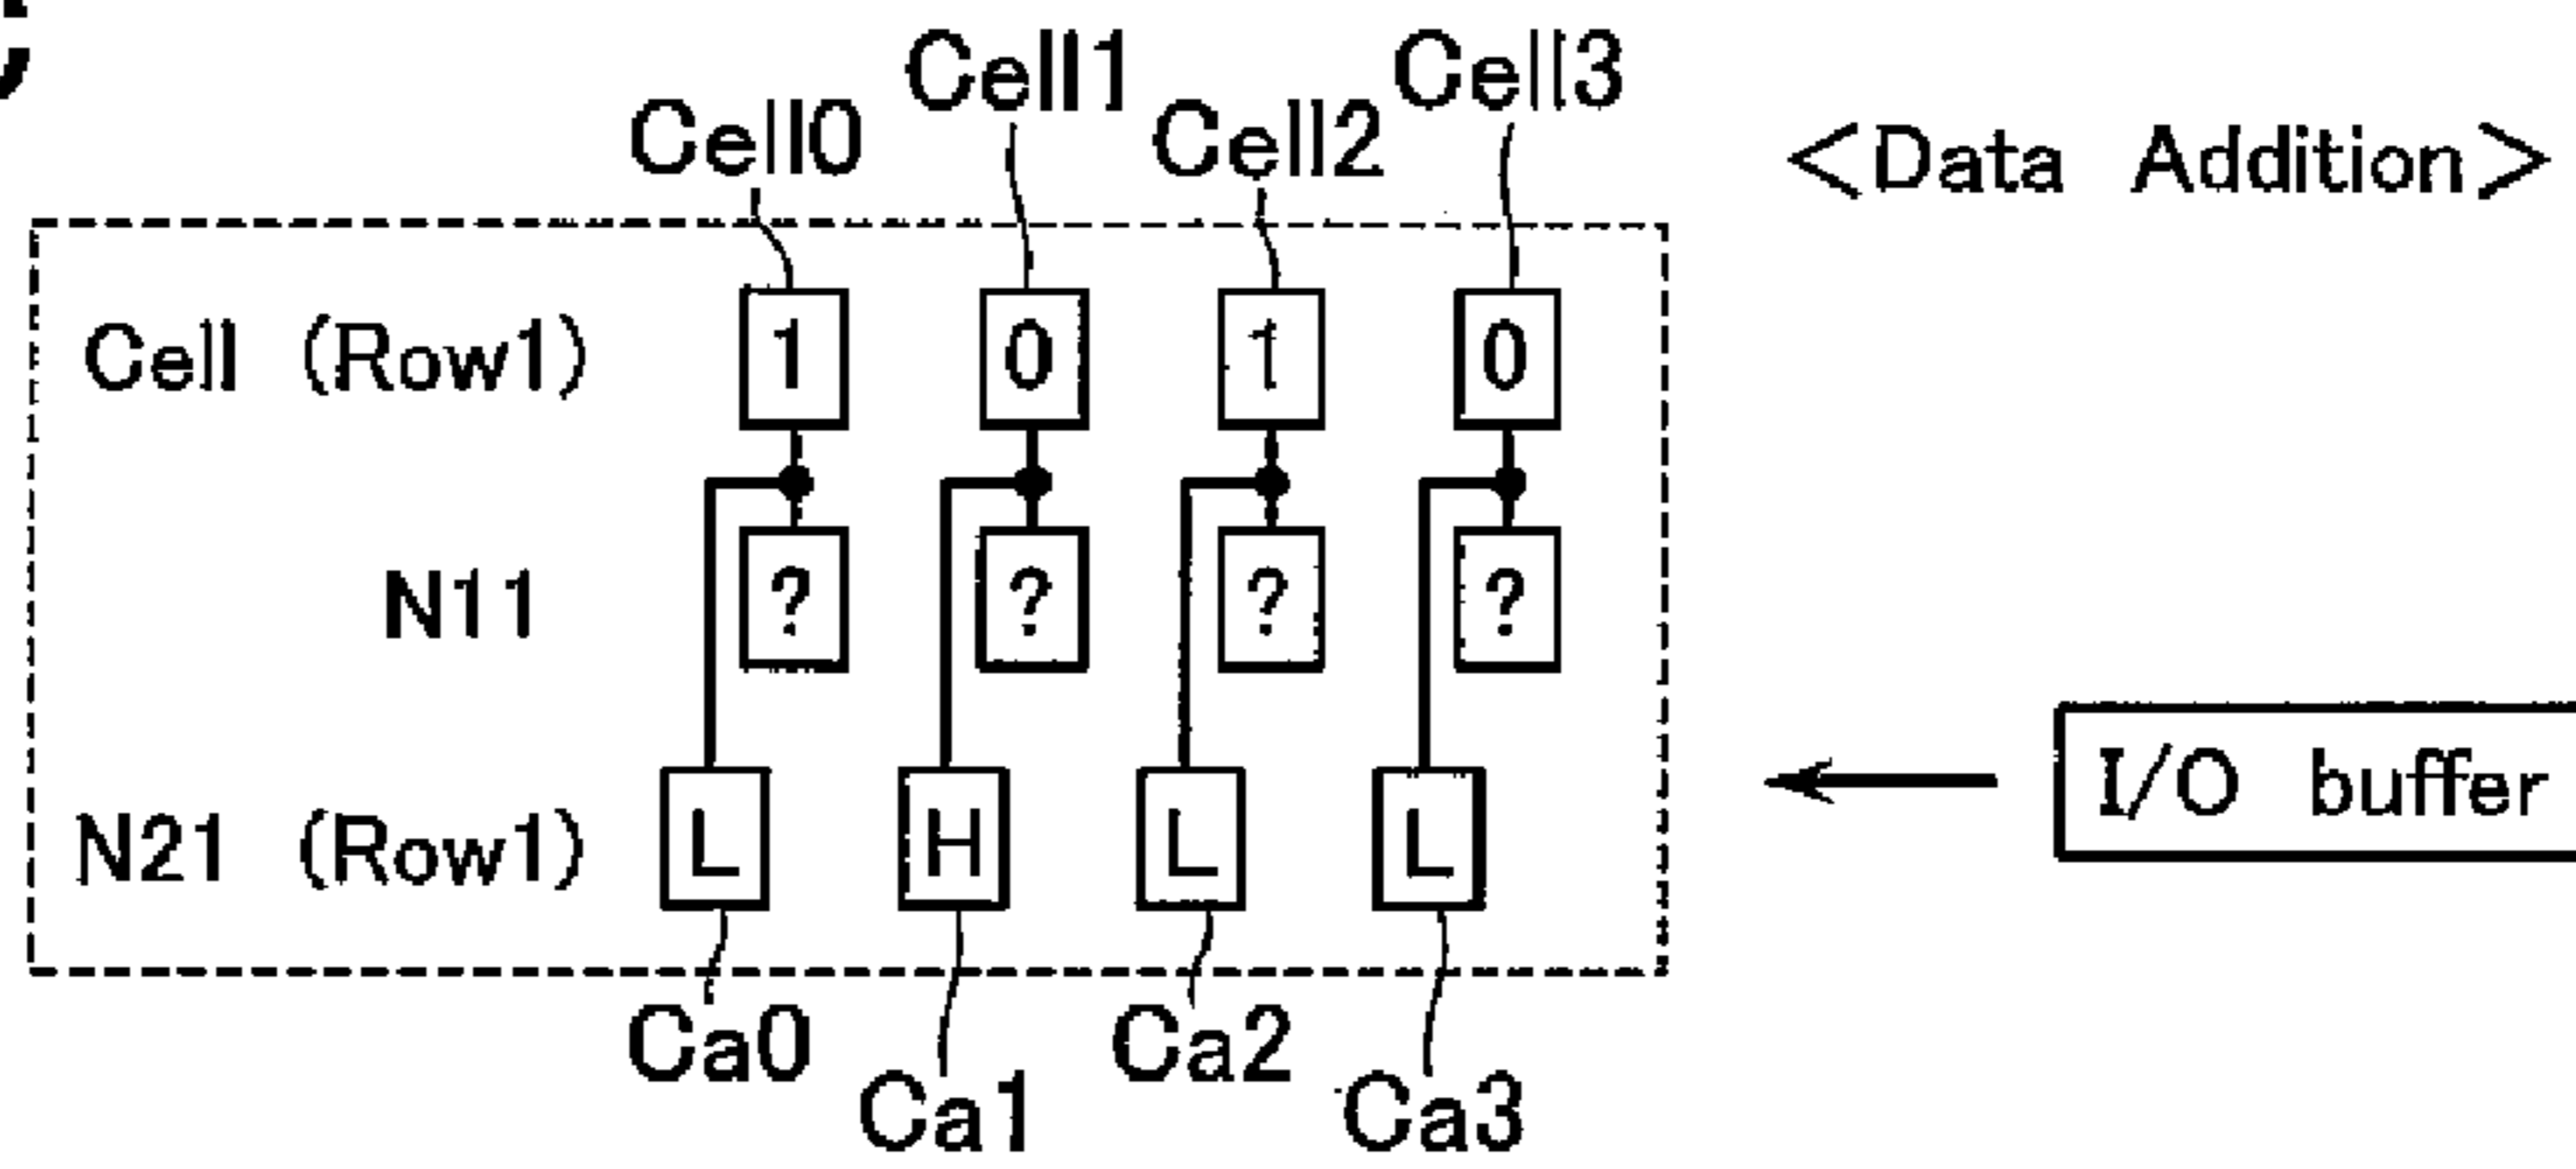 Cell0 Cell1 Cell2 Cell3
<Data Addition>
Cell (Row1) 1 0 1 0
N11 ? ? ? ?
I/O buffer
N21 (Row1) L H L L
Ca0 Ca1 Ca2 Ca3